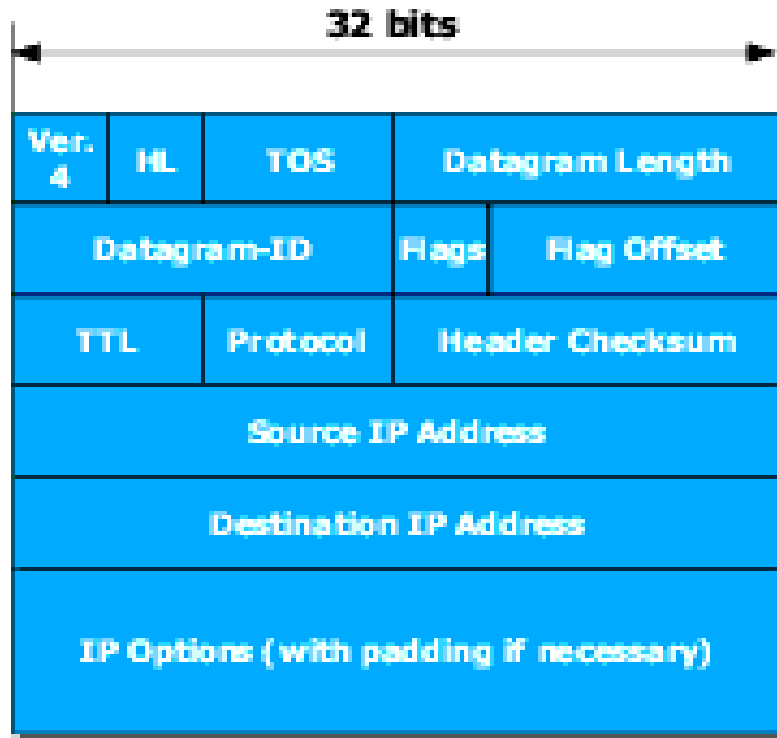 32 bits
Ver.
4
HL
TOS
Datagram Length
Datagram-ID
Flags
Flag Offset
TTL
Protocol
Header Checksum
Source IP Address
Destination IP Address
IP Options (with padding if necessary)